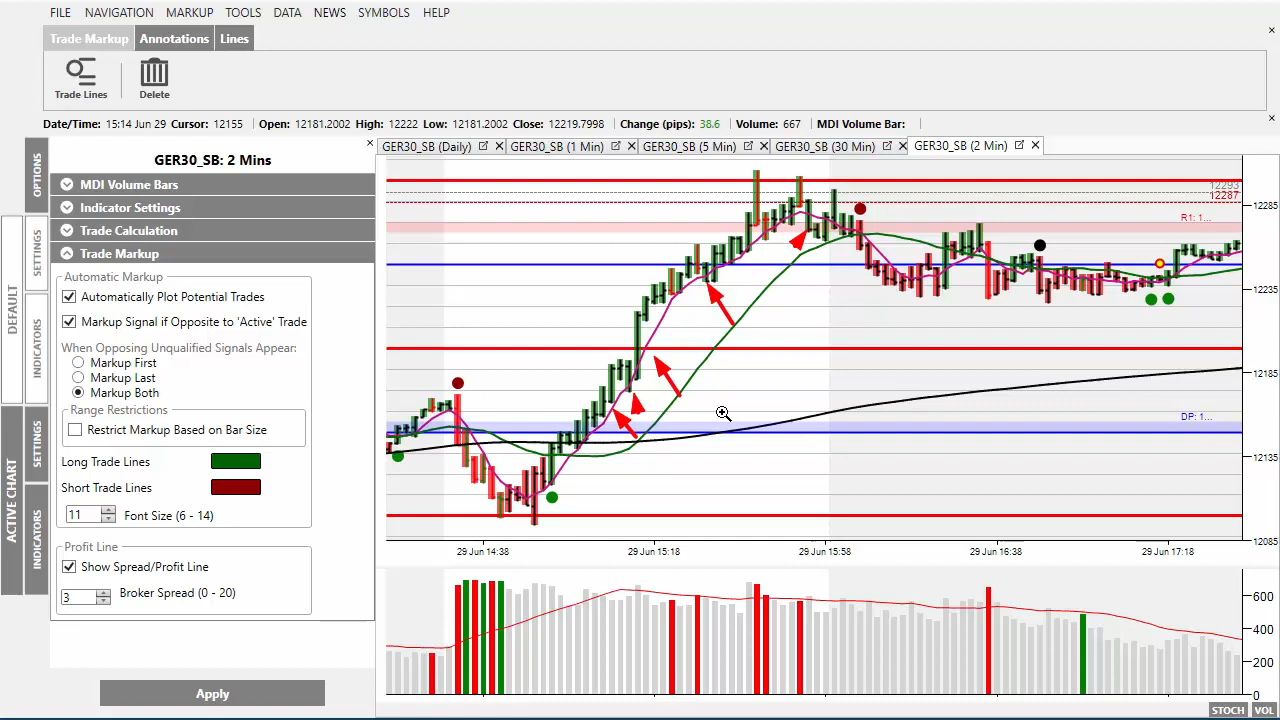 FILE NAVIGATION MARKUP TOOLS DATA NEWS SYMBOLS HELP
Trade Markup Annotations Lines
Trade Lines Delete
Date/Time: 15:14 Jun 29 Cursor: 12155 Open: 12181.2002 High: 12222 Low: 12181.2002 Close: 12219.7998 Change (pips): 38.6 Volume: 667 MDI Volume Bar:
GER30_SB (Daily) GER30_SB (1 Min) GER30_SB (5 Min) GER30_SB (30 Min) GER30_SB (2 Min)
DEFAULT
ACTIVE CHART
OPTIONS
SETTINGS
INDICATORS
SETTINGS
INDICATORS
GER30_SB: 2 Mins
MDI Volume Bars
Indicator Settings
Trade Calculation
Trade Markup
Automatic Markup
Automatically Plot Potential Trades
Markup Signal if Opposite to 'Active' Trade
When Opposing Unqualified Signals Appear:
Markup First
Markup Last
Markup Both
Range Restrictions
Restrict Markup Based on Bar Size
Long Trade Lines
Short Trade Lines
11 Font Size (6 - 14)
Profit Line
Show Spread/Profit Line
3 Broker Spread (0 - 20)
Apply
12293
12287
R1: 1...
DP: 1...
12285
12235
12185
12135
12085
29 Jun 14:38 29 Jun 15:18 29 Jun 15:58 29 Jun 16:38 29 Jun 17:18
600
400
200
0
STOCH VOL